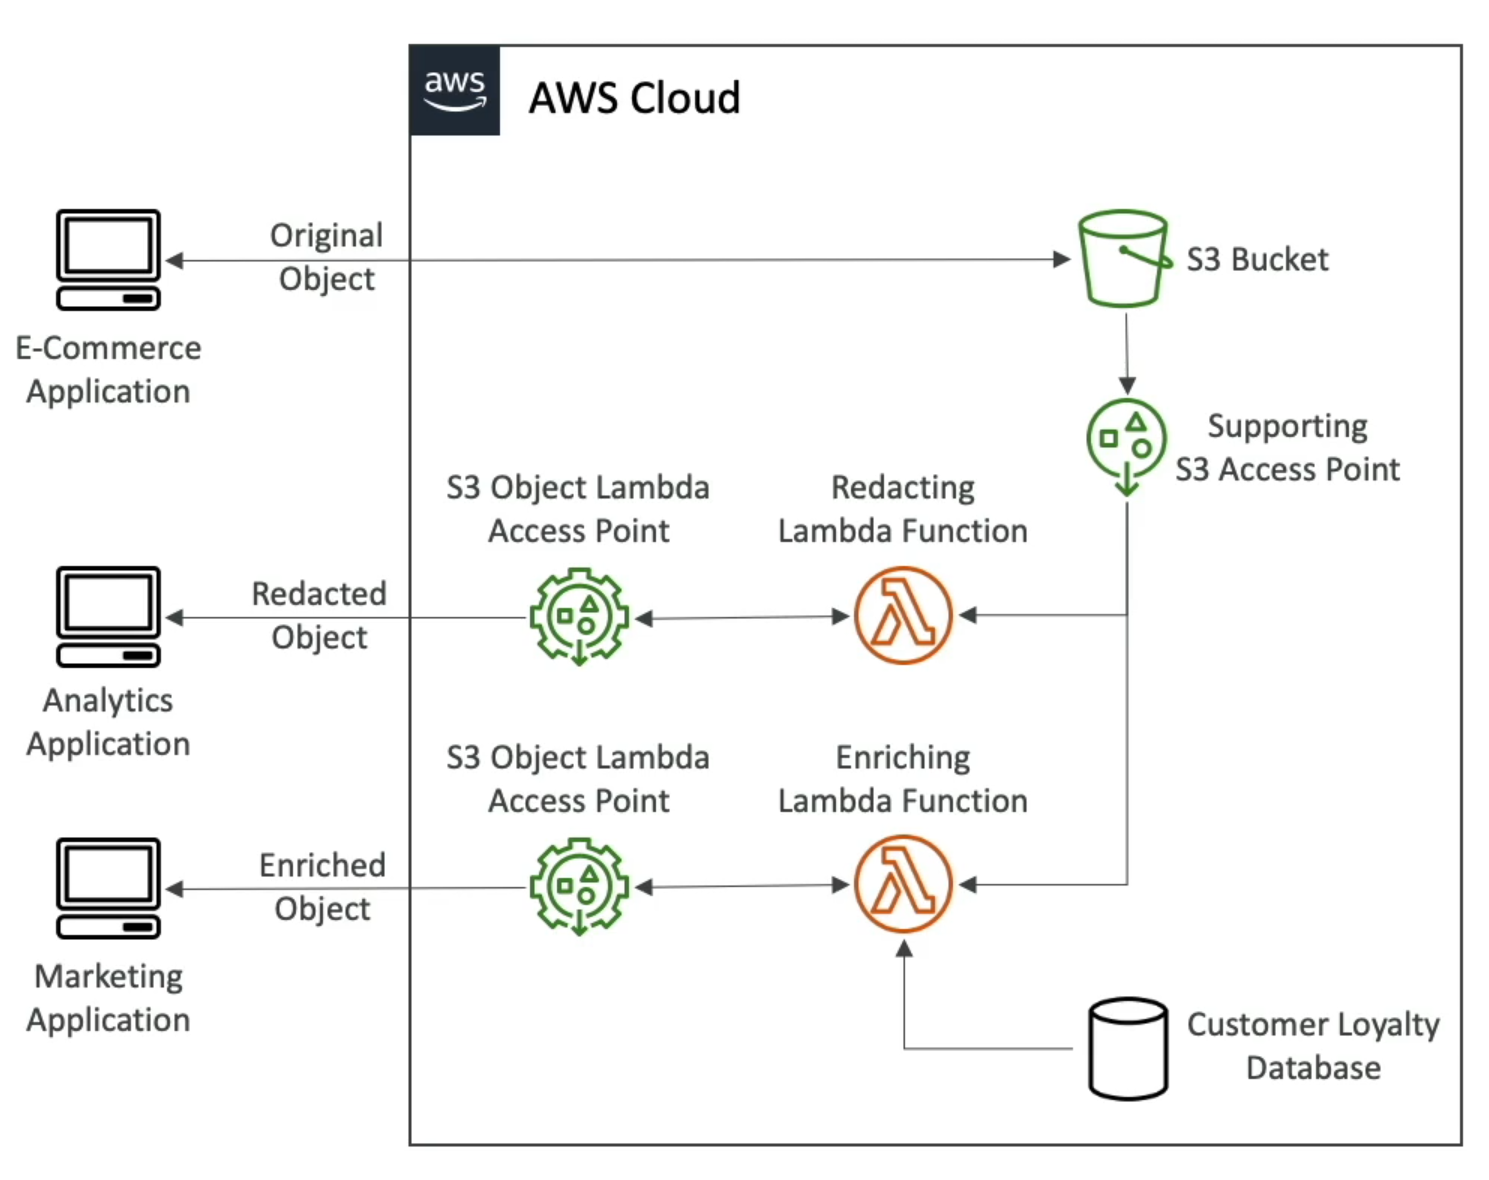 aws
AWS Cloud
Original
Object
S3 Bucket
E-Commerce
Application
Supporting
S3 Access Point
S3 Object Lambda
Access Point
Redacting
Lambda Function
Redacted
Object
Analytics
Application
S3 Object Lambda
Access Point
Enriching
Lambda Function
Enriched
Object
Marketing
Application
Customer Loyalty
Database